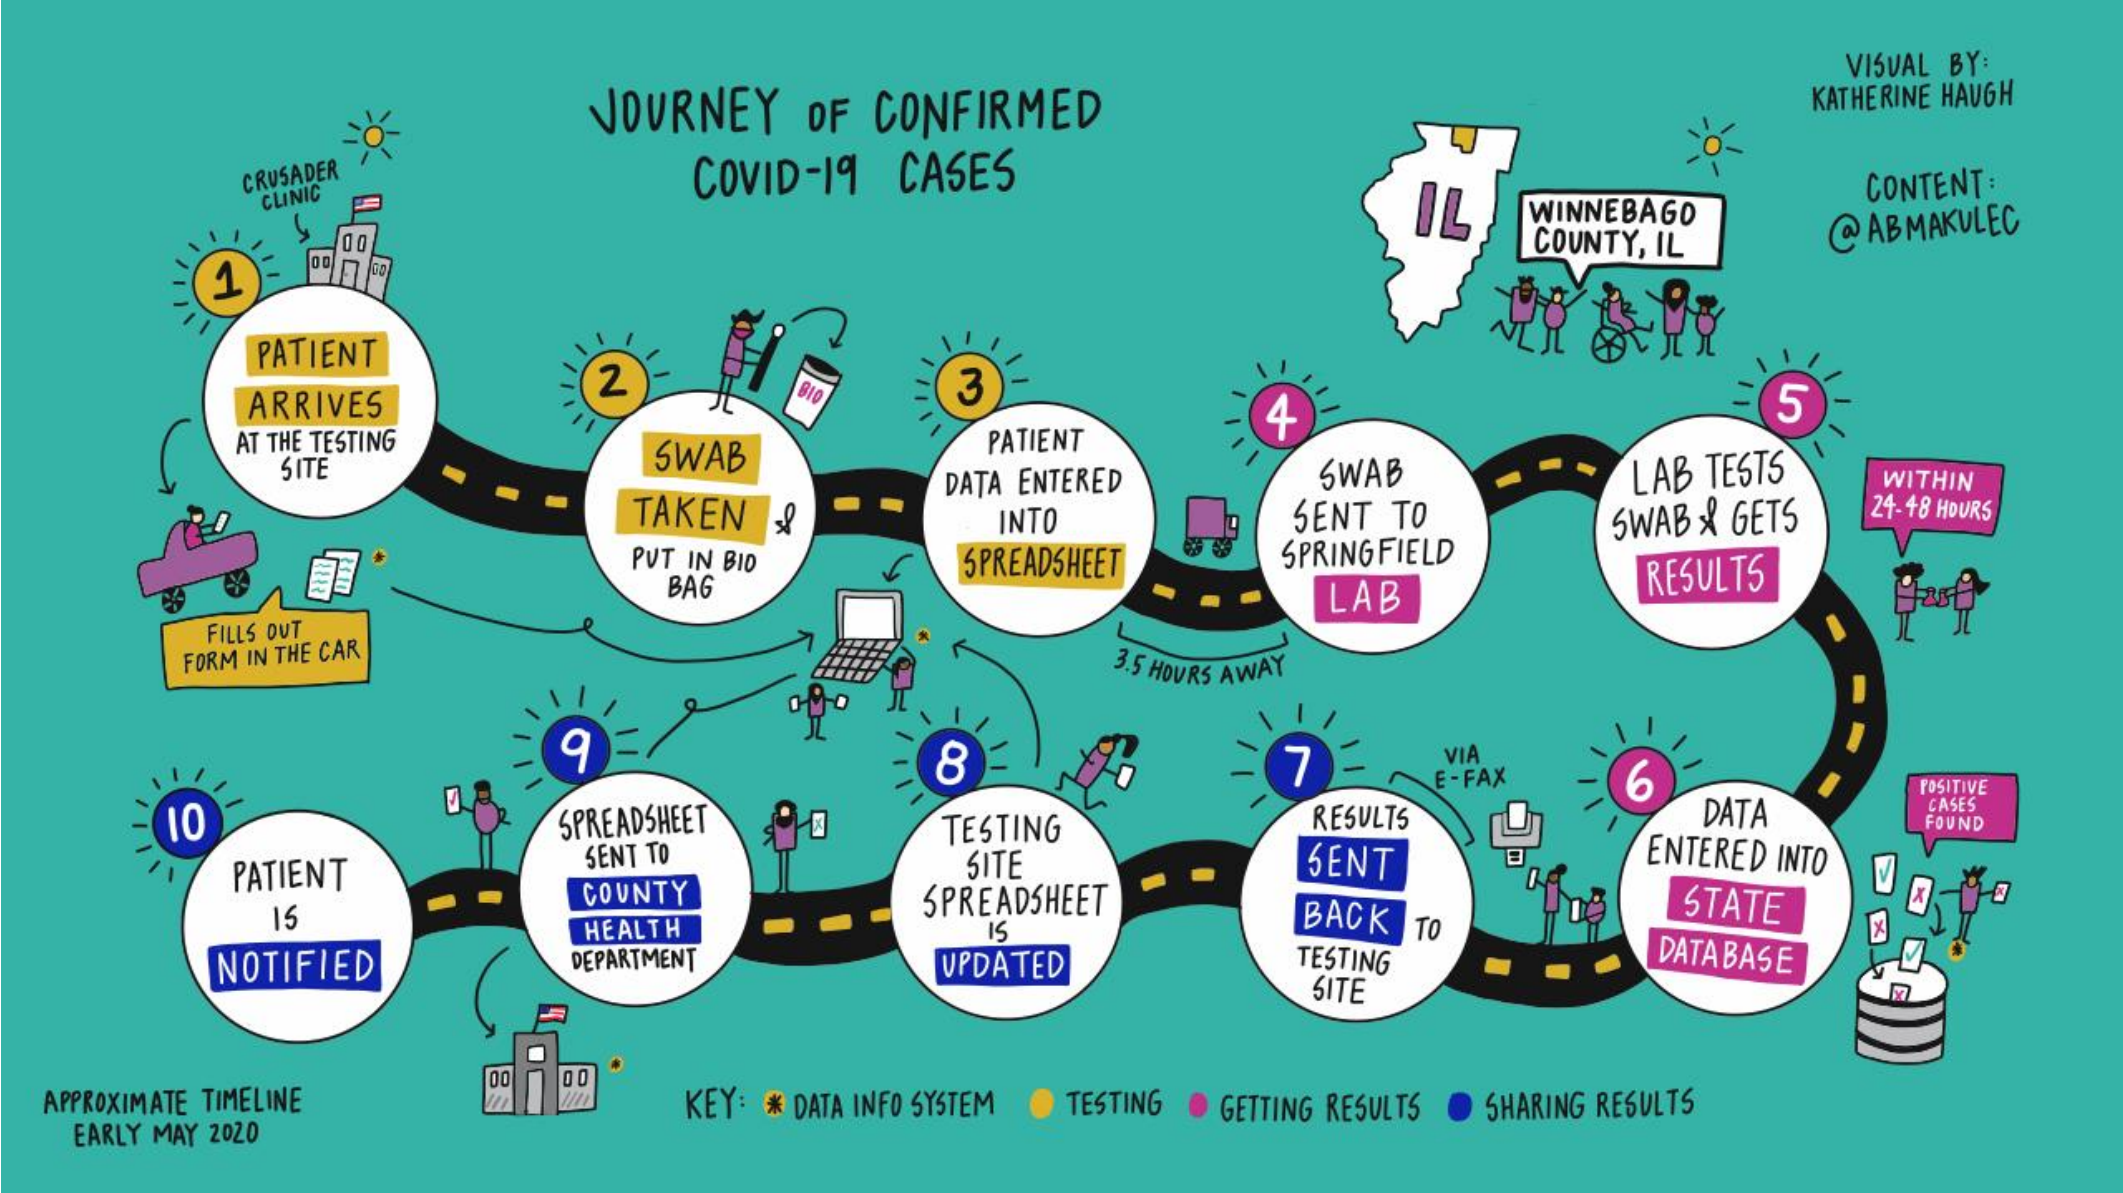 JOURNEY OF CONFIRMED
COVID-19 CASES
VISUAL BY:
KATHERINE HAUGH
CONTENT:
@ABMAKULEC
IL
WINNEBAGO
COUNTY, IL
CRUSADER
CLINIC
1
PATIENT
ARRIVES
AT THE TESTING
SITE
FILLS OUT
FORM IN THE CAR
2
BIO
SWAB
TAKEN &
PUT IN BIO
BAG
3
PATIENT
DATA ENTERED
INTO
SPREADSHEET
3.5 HOURS AWAY
4
SWAB
SENT TO
SPRINGFIELD
LAB
5
LAB TESTS
SWAB & GETS
RESULTS
WITHIN
24-48 HOURS
6
DATA
ENTERED INTO
STATE
DATABASE
POSITIVE
CASES
FOUND
7
VIA
E-FAX
RESULTS
SENT
BACK TO
TESTING
SITE
8
TESTING
SITE
SPREADSHEET
IS
UPDATED
9
SPREADSHEET
SENT TO
COUNTY
HEALTH
DEPARTMENT
10
PATIENT
IS
NOTIFIED
APPROXIMATE TIMELINE
EARLY MAY 2020
KEY: * DATA INFO SYSTEM TESTING GETTING RESULTS SHARING RESULTS